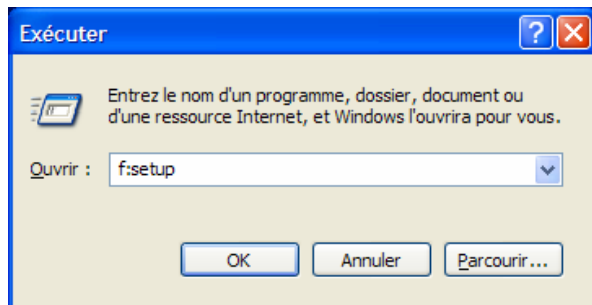 Exécuter
Entrez le nom d'un programme, dossier, document ou
d'une ressource Internet, et Windows l'ouvrira pour vous.
Ouvrir : f:setup
OK Annuler Parcourir...